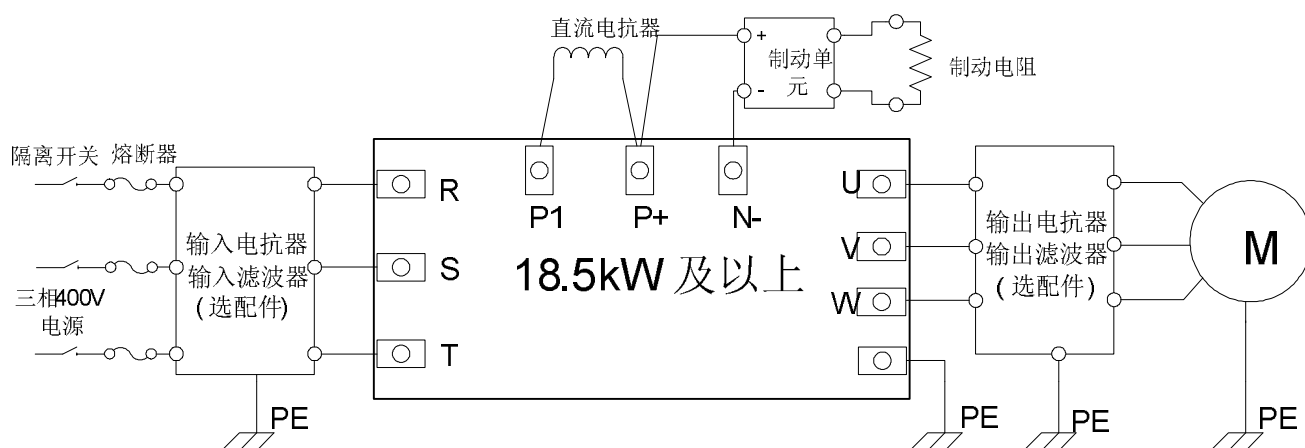 直流电抗器
+
-
制动单
元
制动电阻
隔离开关 熔断器
三相400V
电源
输入电抗器
输入滤波器
(选配件)
PE
R
S
T
P1
P+
N-
18.5kW 及以上
U
V
W
PE
输出电抗器
输出滤波器
(选配件)
PE
M
PE